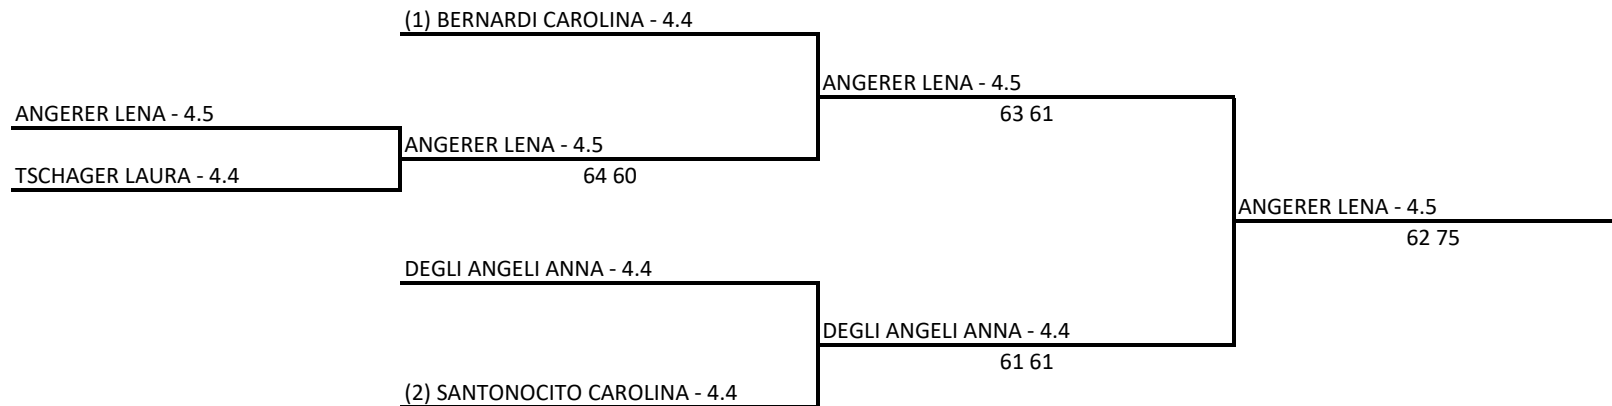 (1) BERNARDI CAROLINA - 4.4
ANGERER LENA - 4.5
63 61
ANGERER LENA - 4.5
ANGERER LENA - 4.5
64 60
TSCHAGER LAURA - 4.4
ANGERER LENA - 4.5
62 75
DEGLI ANGELI ANNA - 4.4
DEGLI ANGELI ANNA - 4.4
61 61
(2) SANTONOCITO CAROLINA - 4.4